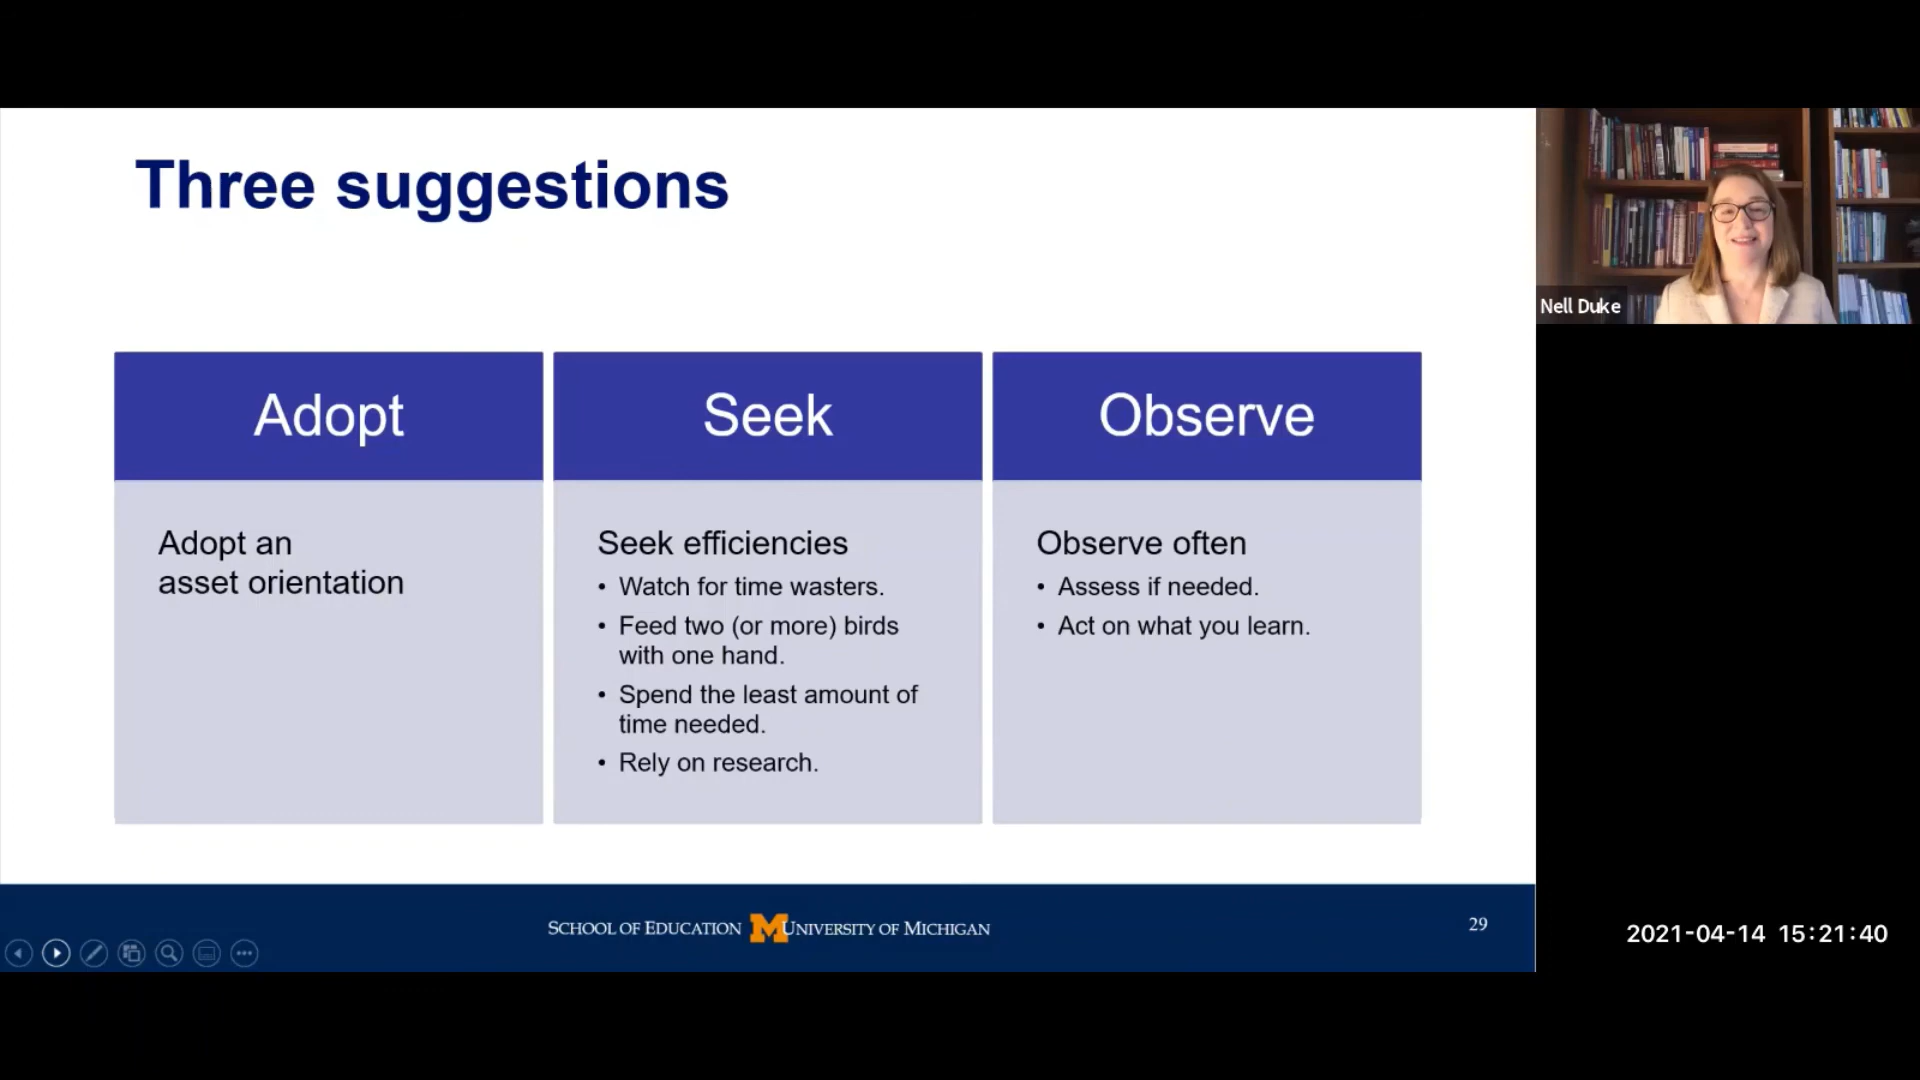 Three suggestions
Adopt
Adopt an
asset orientation
Seek
Seek efficiencies
• Watch for time wasters.
• Feed two (or more) birds
with one hand.
• Spend the least amount of
time needed.
• Rely on research.
Observe
Observe often
• Assess if needed.
• Act on what you learn.
SCHOOL OF EDUCATION M UNIVERSITY OF MICHIGAN
29
Nell Duke
2021-04-14 15:21:40